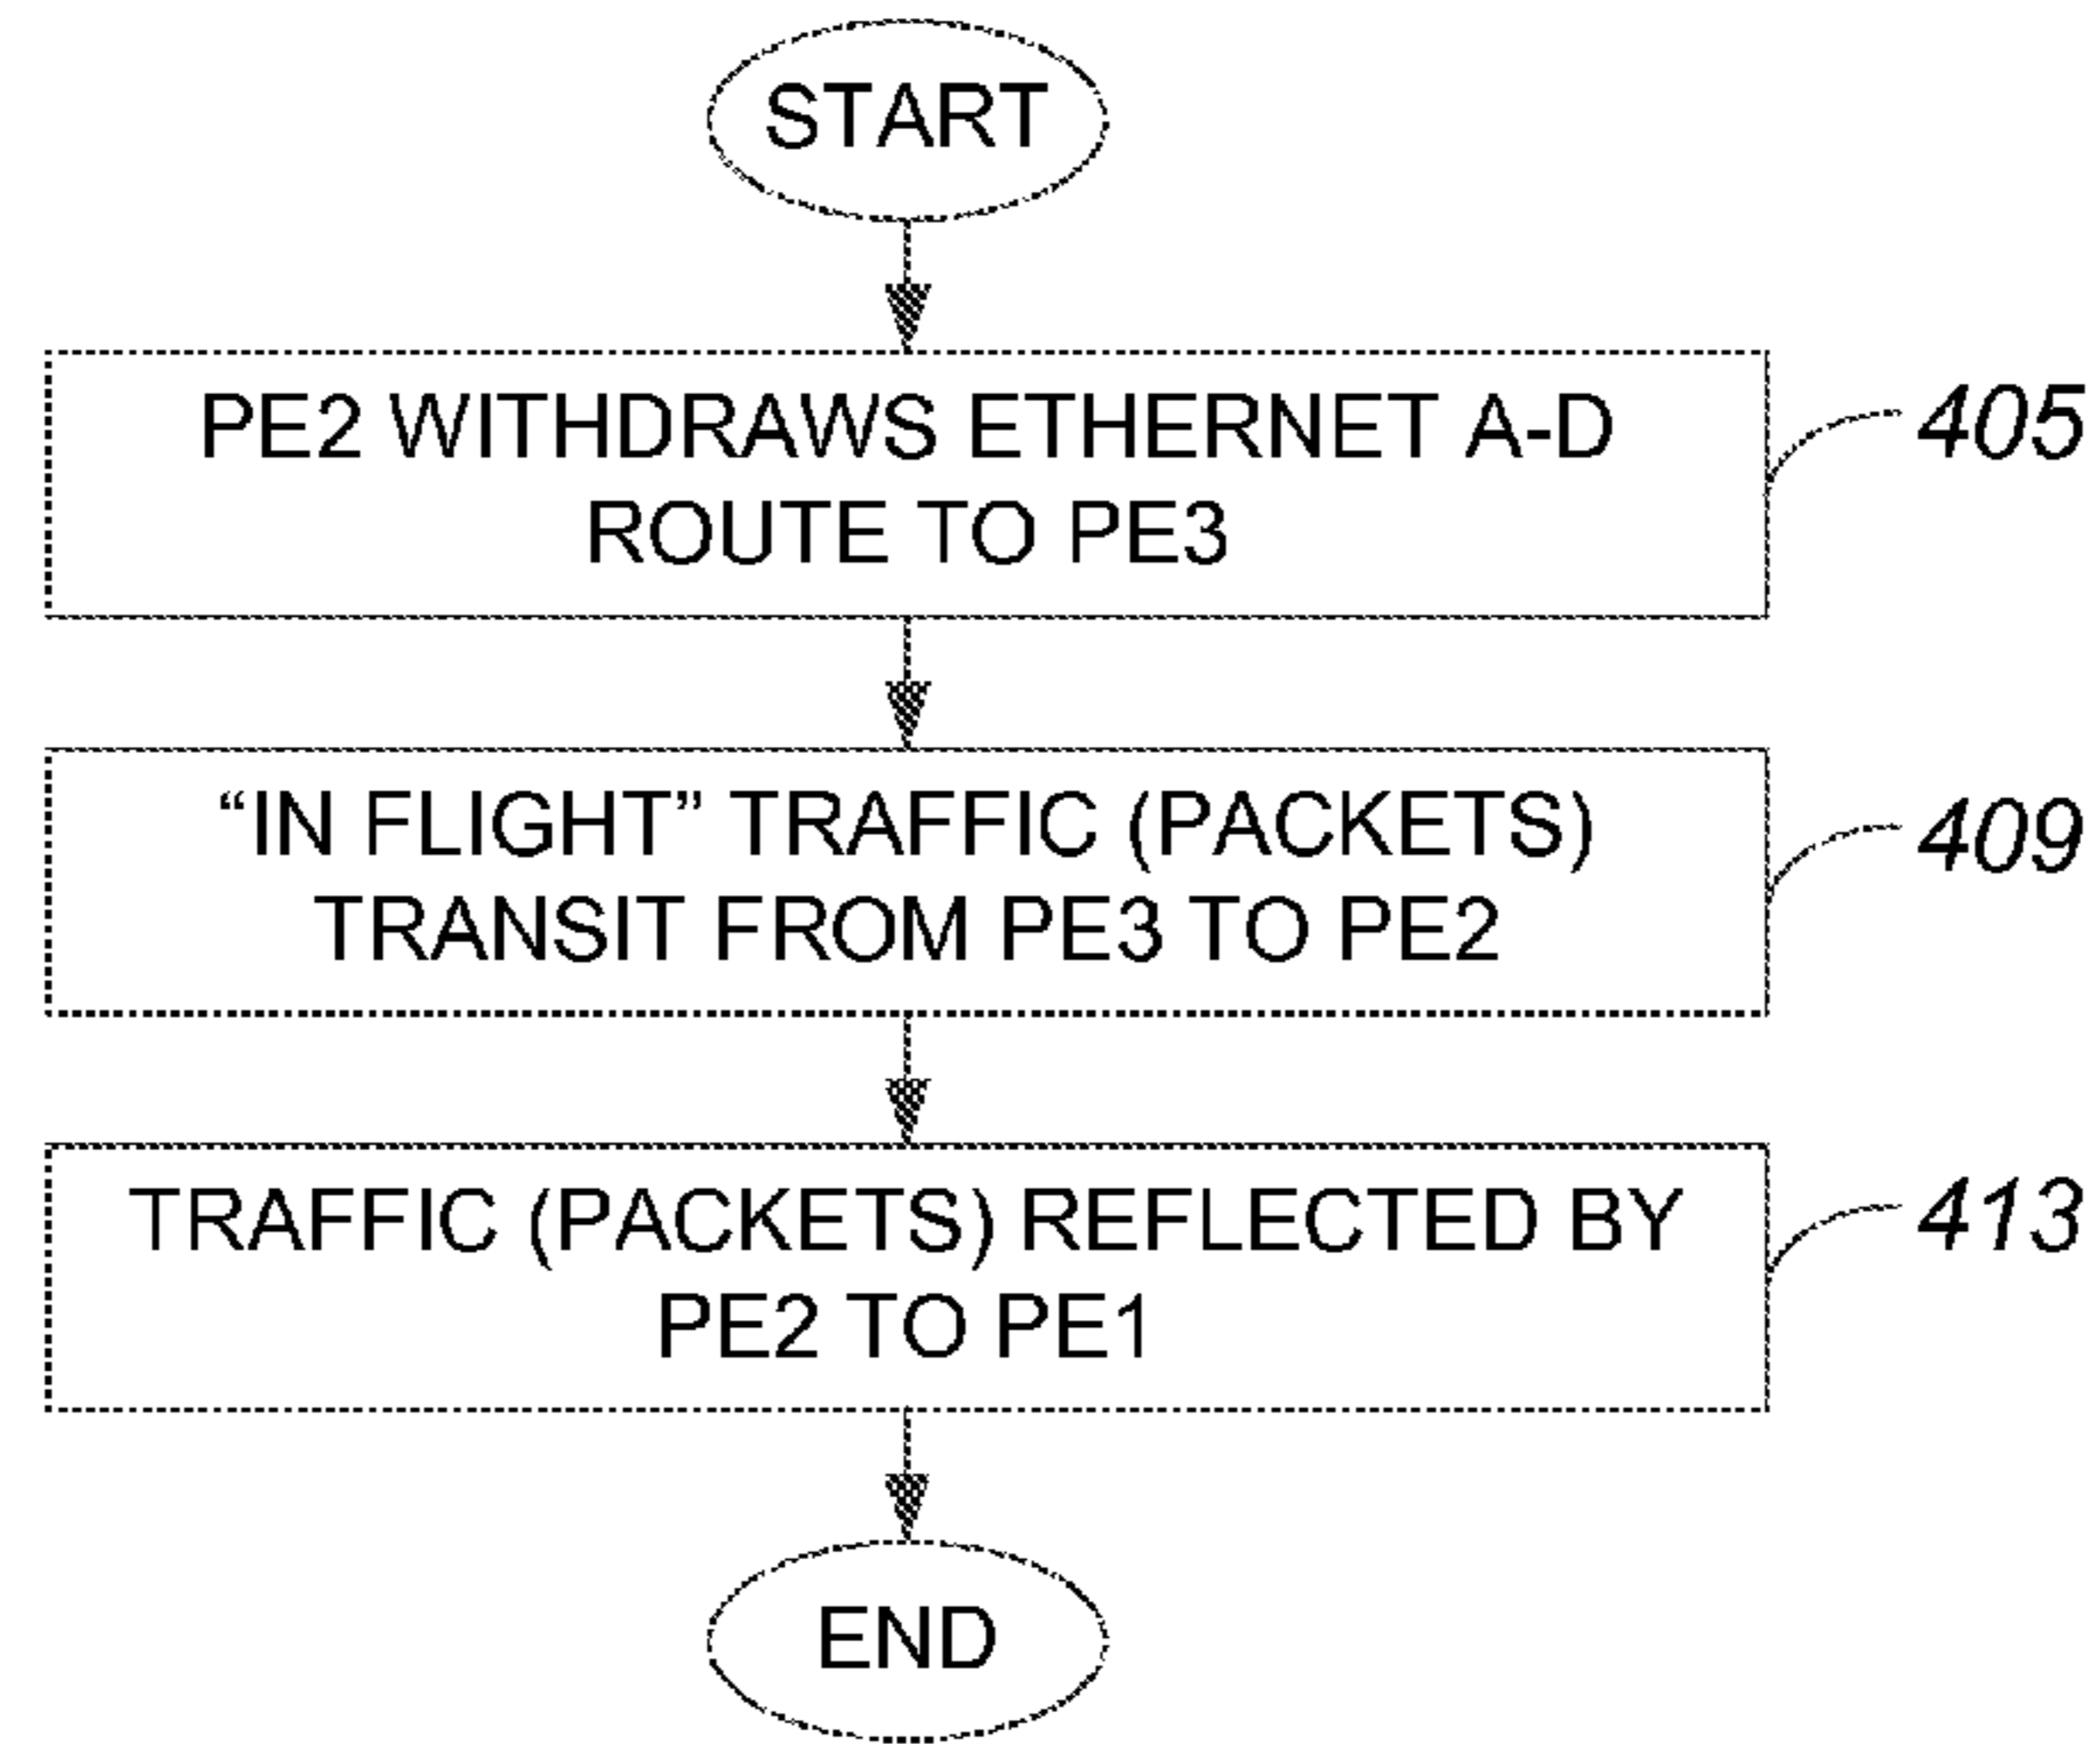 START
PE2 WITHDRAWS ETHERNET A-D
ROUTE TO PE3
405
“IN FLIGHT” TRAFFIC (PACKETS)
TRANSIT FROM PE3 TO PE2
409
TRAFFIC (PACKETS) REFLECTED BY
PE2 TO PE1
413
END